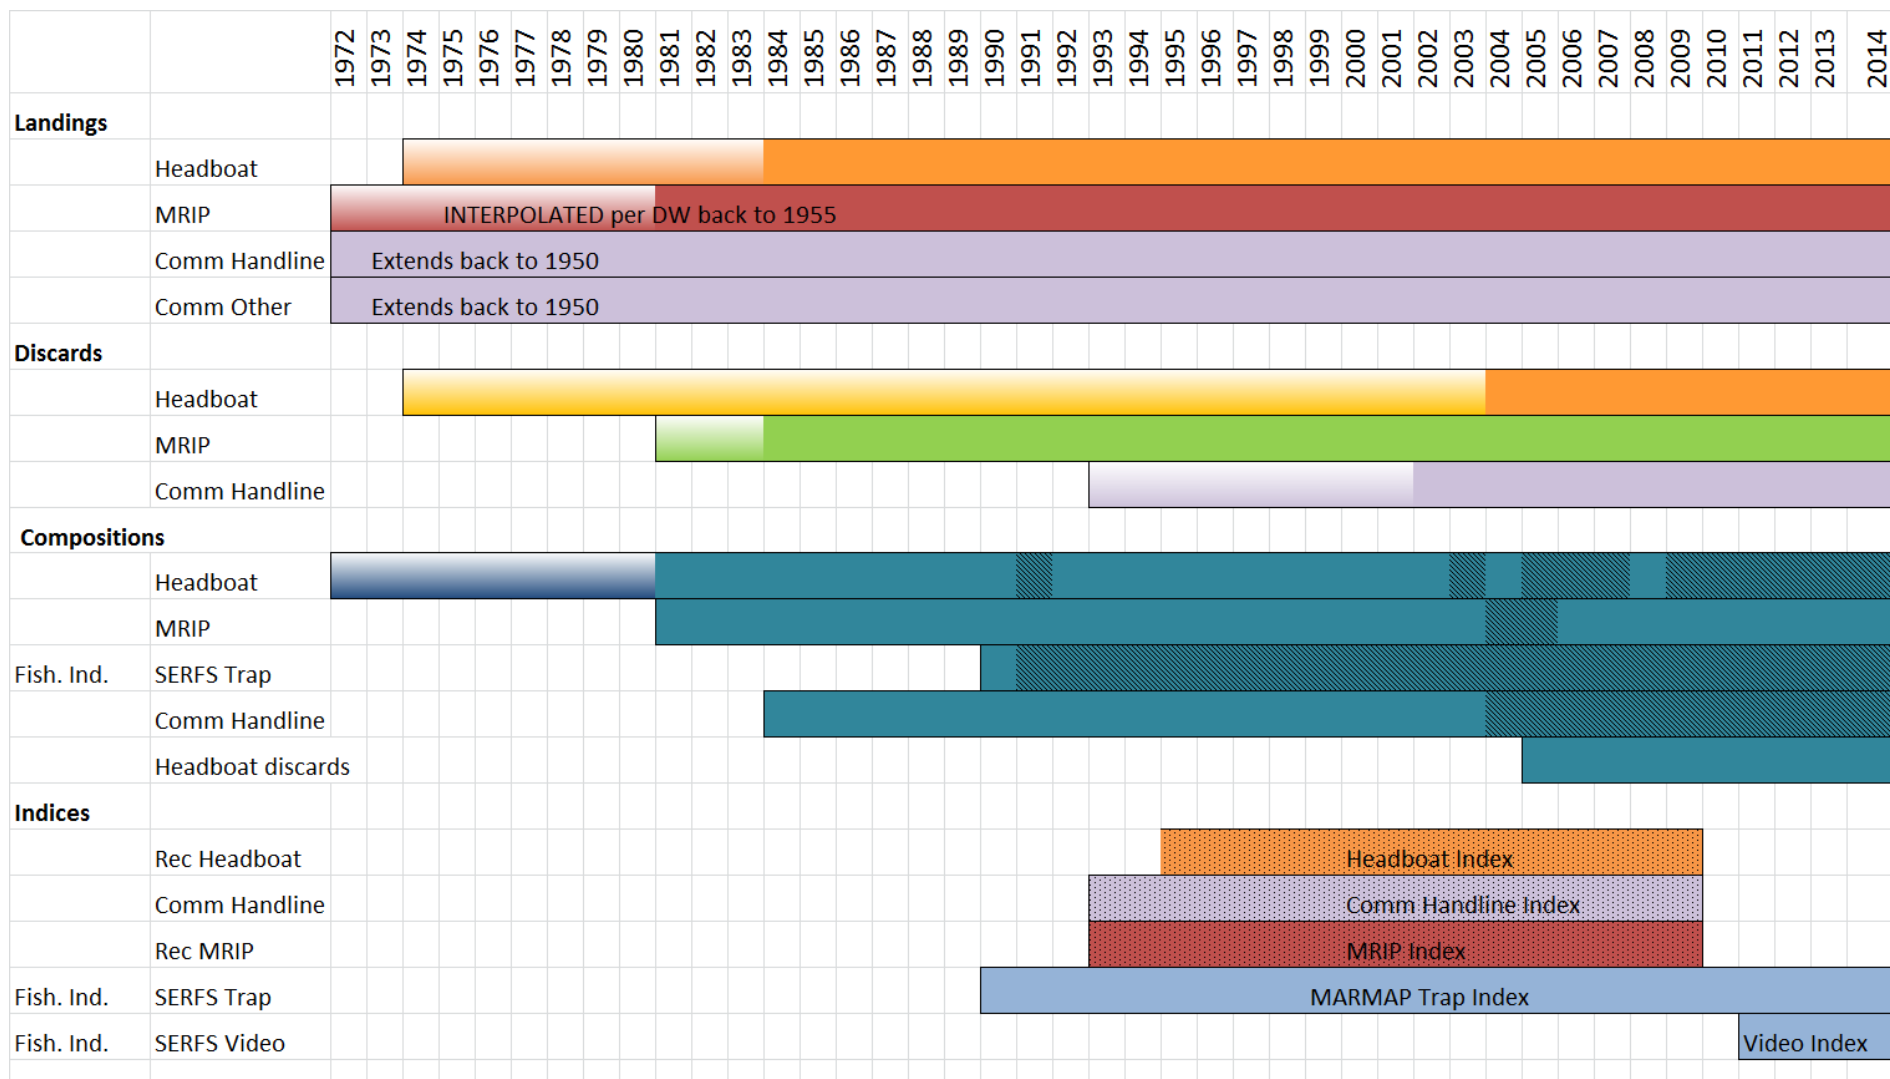 1972 1973 1974 1975 1976 1977 1978 1979 1980 1981 1982 1983 1984 1985 1986 1987 1988 1989 1990 1991 1992 1993 1994 1995 1996 1997 1998 1999 2000 2001 2002 2003 2004 2005 2006 2007 2008 2009 2010 2011 2012 2013 2014
Landings
Headboat
MRIP INTERPOLATED per DW back to 1955
Comm Handline Extends back to 1950
Comm Other Extends back to 1950
Discards
Headboat
MRIP
Comm Handline
Compositions
Headboat
MRIP
Fish. Ind. SERFS Trap
Comm Handline
Headboat discards
Indices
Rec Headboat Headboat Index
Comm Handline Comm Handline Index
Rec MRIP MRIP Index
Fish. Ind. SERFS Trap MARMAP Trap Index
Fish. Ind. SERFS Video Video Index